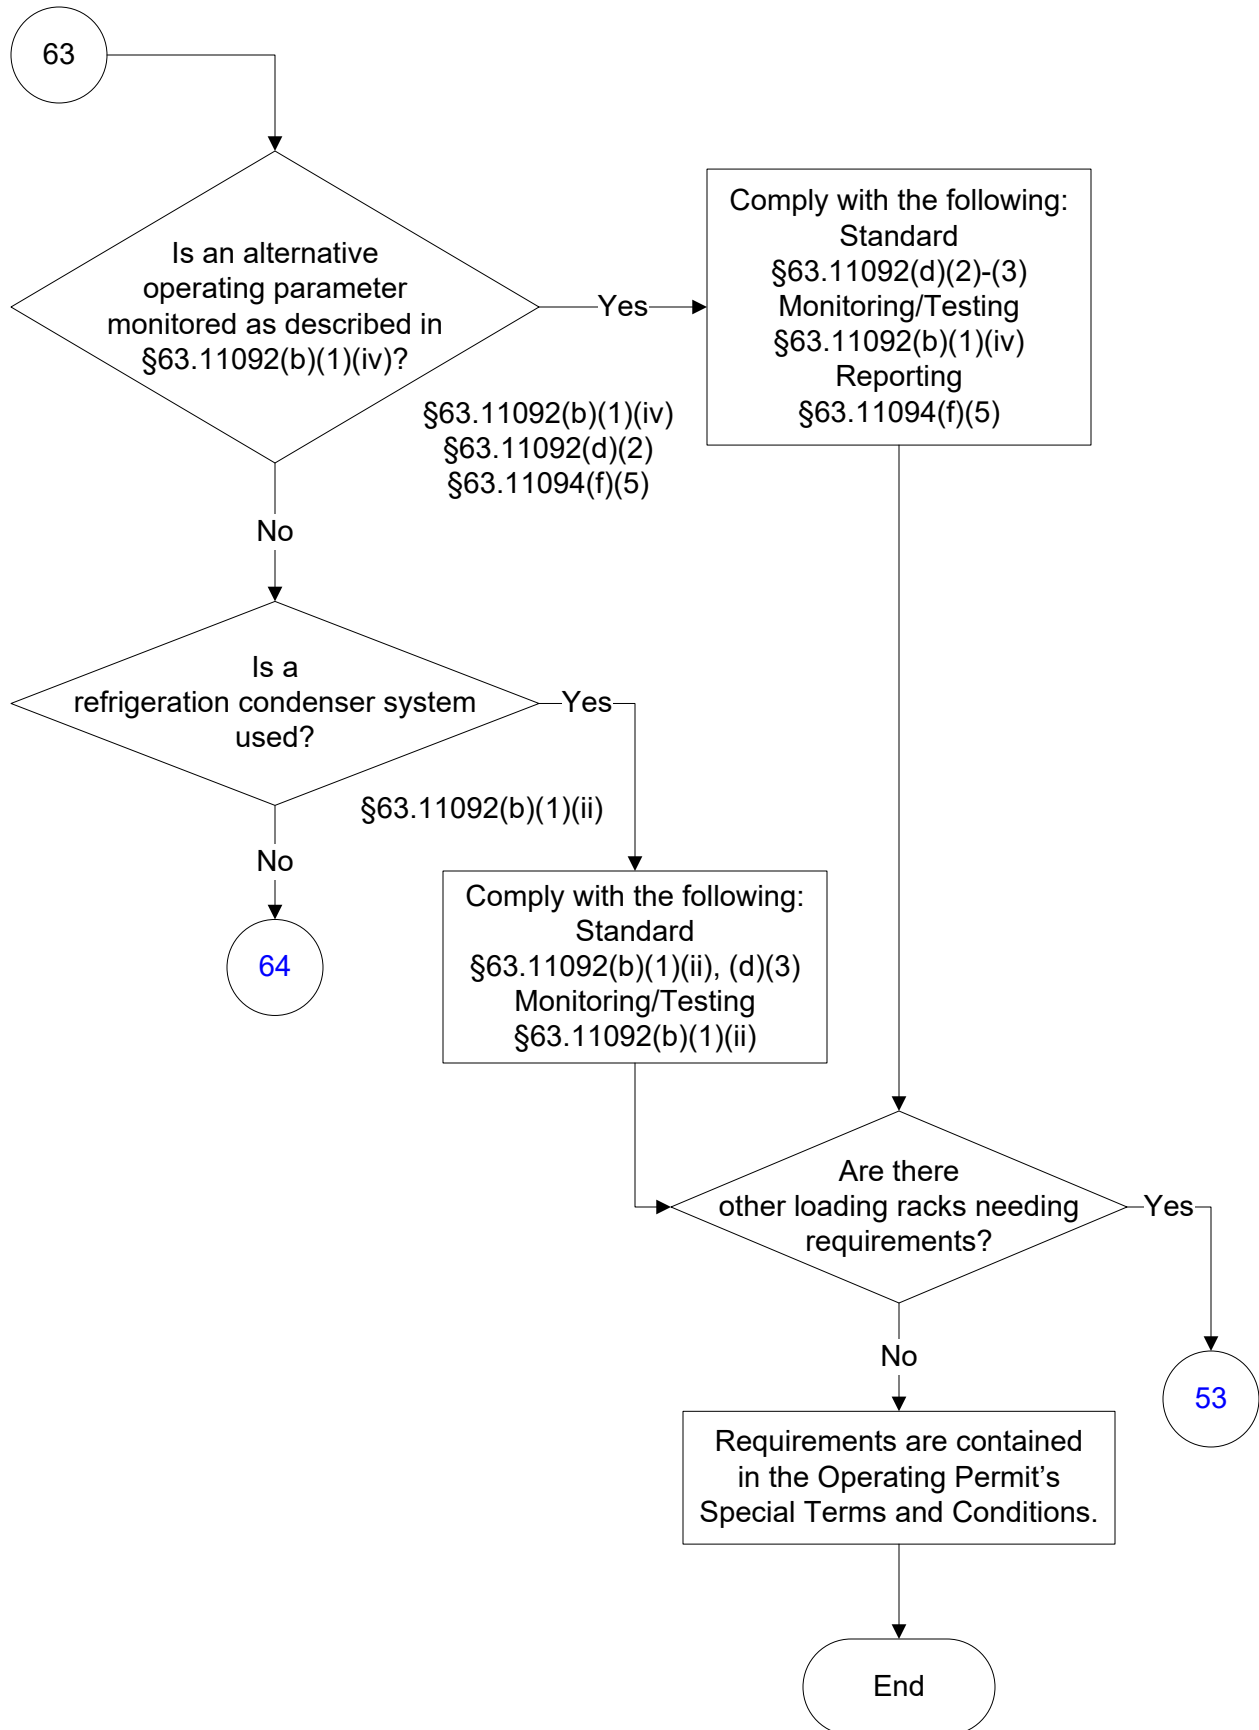 63
Is an alternative
operating parameter
monitored as described in
§63.11092(b)(1)(iv)?
Yes
Comply with the following:
Standard
§63.11092(d)(2)-(3)
Monitoring/Testing
§63.11092(b)(1)(iv)
Reporting
§63.11094(f)(5)
§63.11092(b)(1)(iv)
§63.11092(d)(2)
§63.11094(f)(5)
No
Is a
refrigeration condenser system
used?
Yes
§63.11092(b)(1)(ii)
No
64
Comply with the following:
Standard
§63.11092(b)(1)(ii), (d)(3)
Monitoring/Testing
§63.11092(b)(1)(ii)
Are there
other loading racks needing
requirements?
Yes
No
53
Requirements are contained
in the Operating Permit’s
Special Terms and Conditions.
End